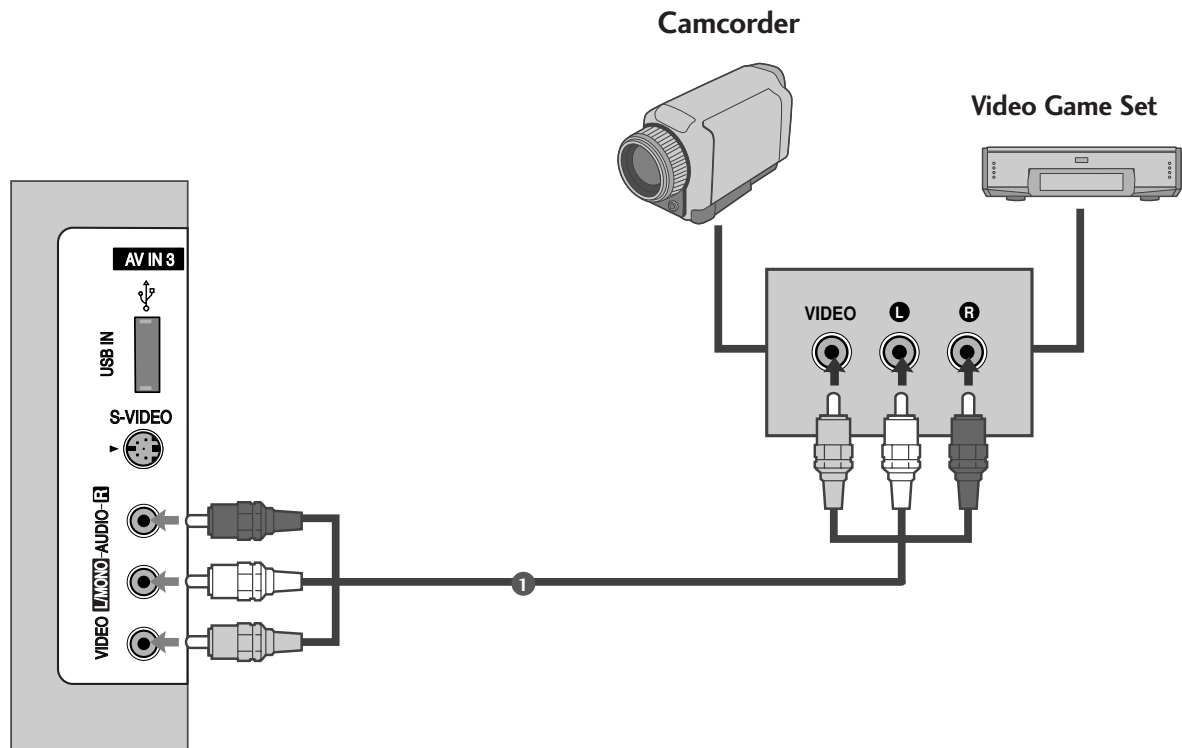 Camcorder
Video Game Set
AV IN 3
USB IN
S-VIDEO
VIDEO L/MONO-AUDIO-R
VIDEO L R
1